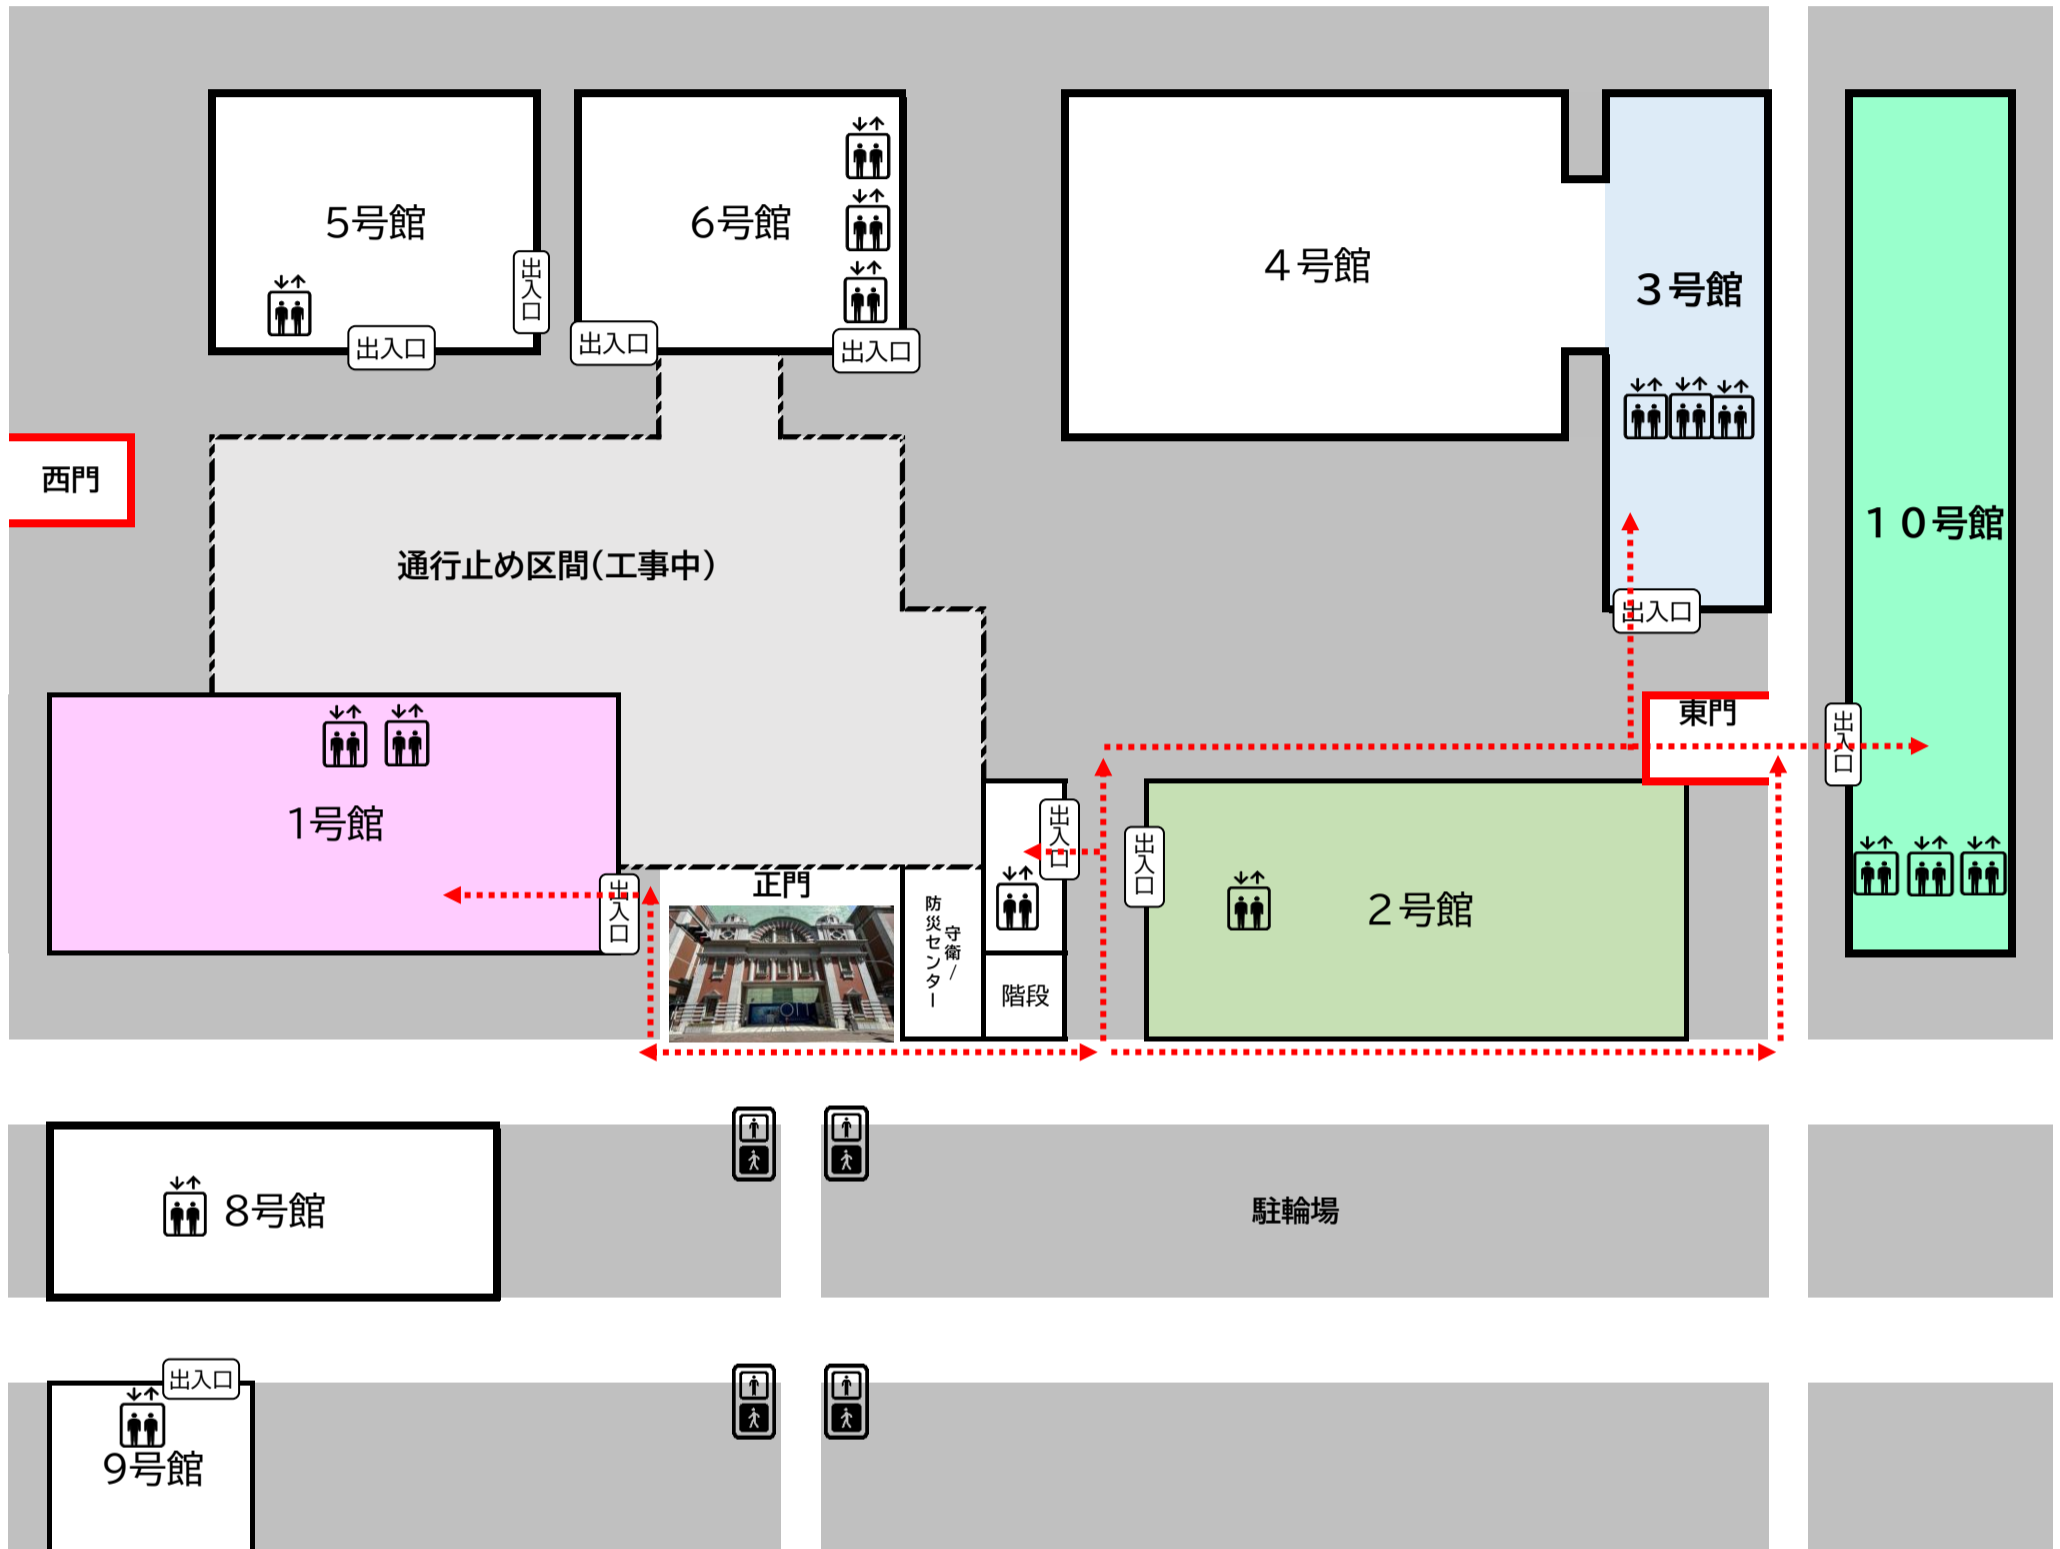 5号館
出入口
出入口
6号館
出入口
出入口
４号館
３号館
出入口
１０号館
出入口
西門
通行止め区間(工事中)
東門
1号館
出入口
正門
守衛/
防災センター
出入口
階段
出入口
２号館
8号館
駐輪場
出入口
9号館